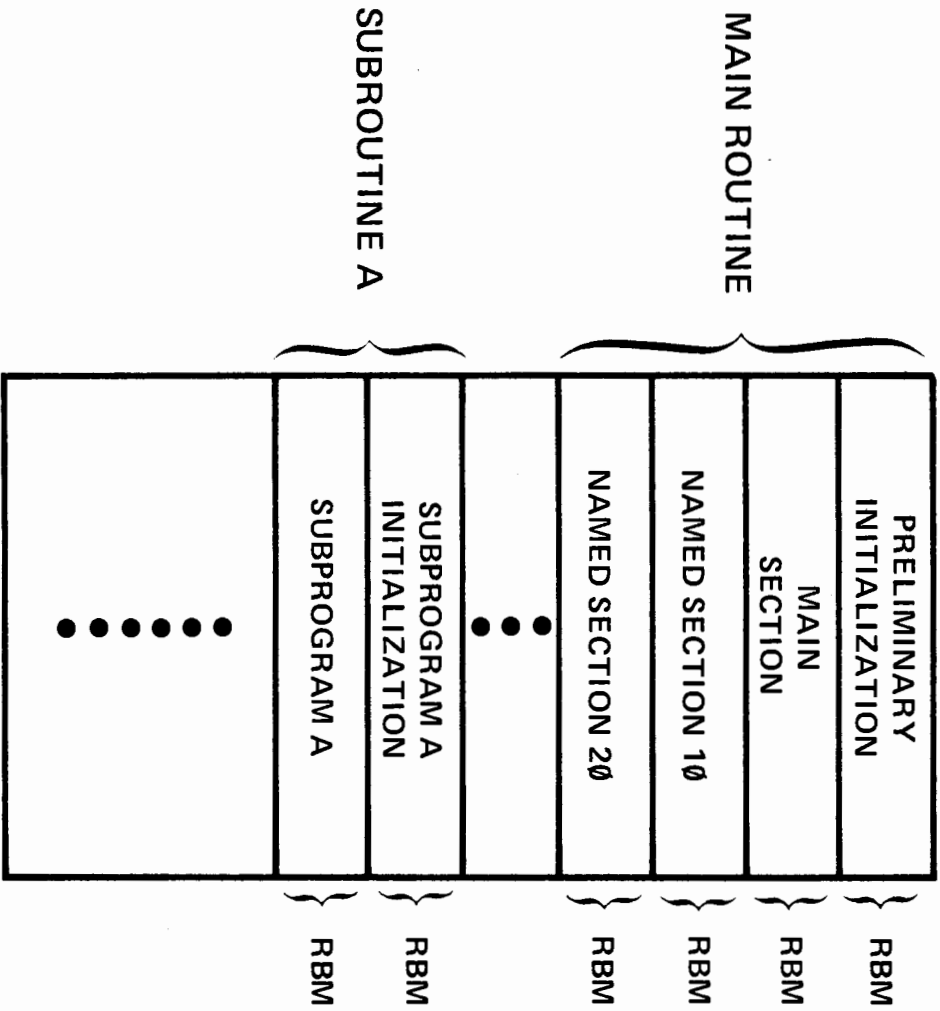 MAIN ROUTINE
PRELIMINARY
INITIALIZATION
RBM
MAIN
SECTION
RBM
NAMED SECTION 1Ø
RBM
NAMED SECTION 2Ø
RBM
SUBROUTINE A
SUBPROGRAM A
INITIALIZATION
RBM
SUBPROGRAM A
RBM